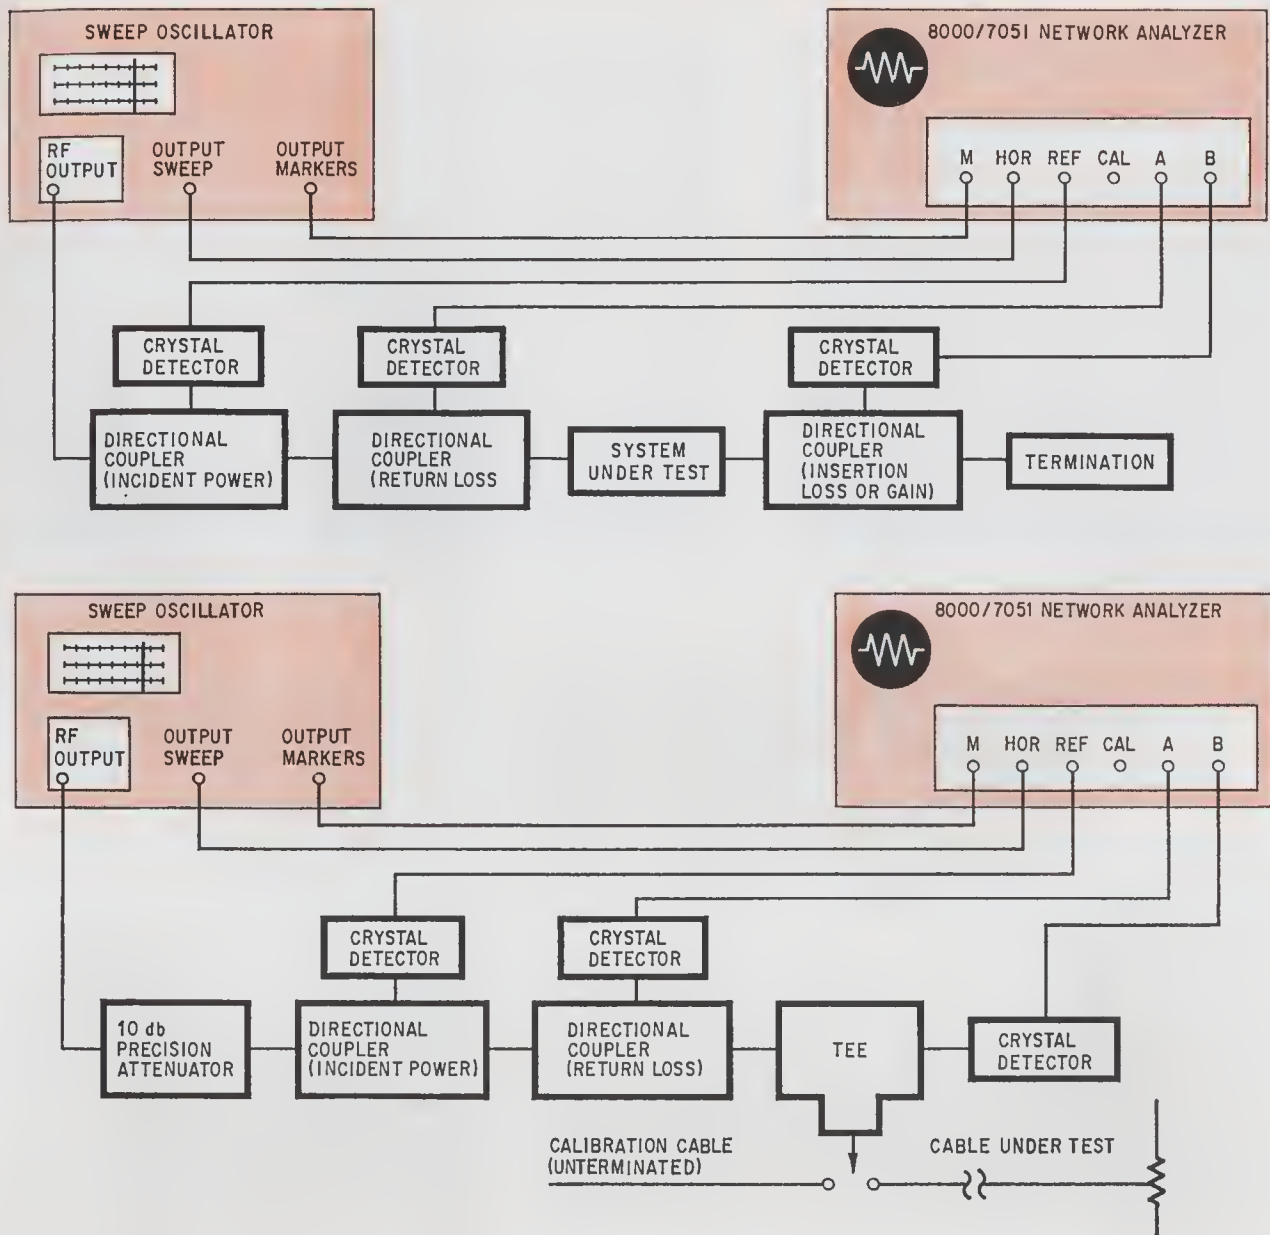 SWEEP OSCILLATOR
8000/7051 NETWORK ANALYZER
RF
OUTPUT
OUTPUT
SWEEP
OUTPUT
MARKERS
M HOR REF CAL A B
CRYSTAL
DETECTOR
CRYSTAL
DETECTOR
CRYSTAL
DETECTOR
DIRECTIONAL
COUPLER
(INCIDENT POWER)
DIRECTIONAL
COUPLER
(RETURN LOSS
SYSTEM
UNDER TEST
DIRECTIONAL
COUPLER
(INSERTION
LOSS OR GAIN)
TERMINATION
SWEEP OSCILLATOR
8000/7051 NETWORK ANALYZER
RF
OUTPUT
OUTPUT
SWEEP
OUTPUT
MARKERS
M HOR REF CAL A B
CRYSTAL
DETECTOR
CRYSTAL
DETECTOR
10 db
PRECISION
ATTENUATOR
DIRECTIONAL
COUPLER
(INCIDENT POWER)
DIRECTIONAL
COUPLER
(RETURN LOSS)
TEE
CRYSTAL
DETECTOR
CALIBRATION CABLE
(UNTERMINATED)
CABLE UNDER TEST